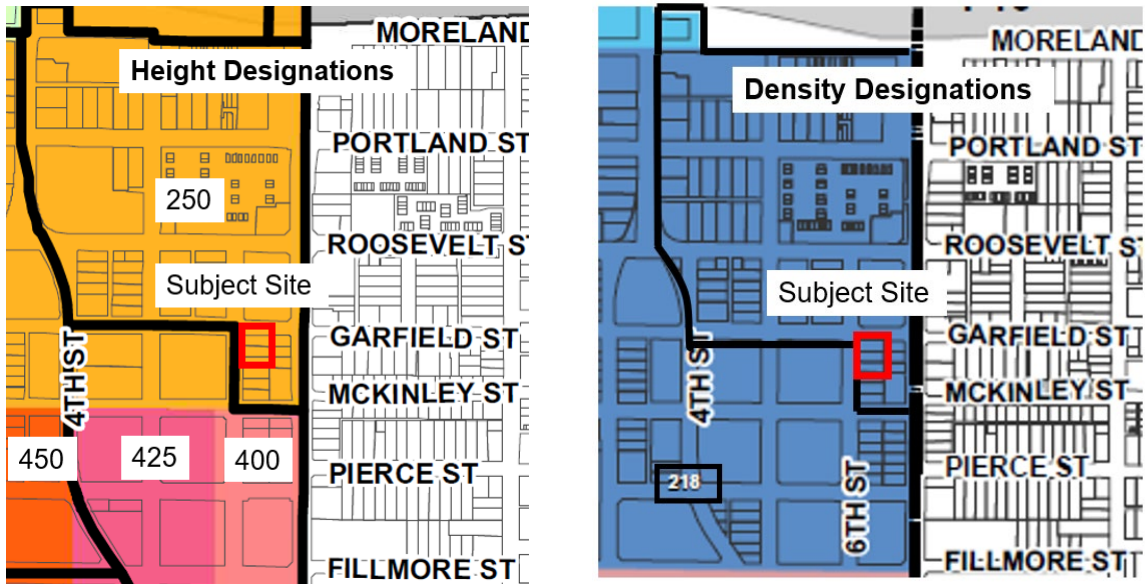 MORELAND
Height Designations
PORTLAND ST
250
ROOSEVELT S
Subject Site
GARFIELD ST
4TH ST
MCKINLEY ST
450
425
400
PIERCE ST
FILLMORE ST
MORELAND
Density Designations
PORTLAND ST
ROOSEVELT S
Subject Site
GARFIELD ST
4TH ST
MCKINLEY ST
PIERCE ST
218
6TH ST
FILLMORE ST